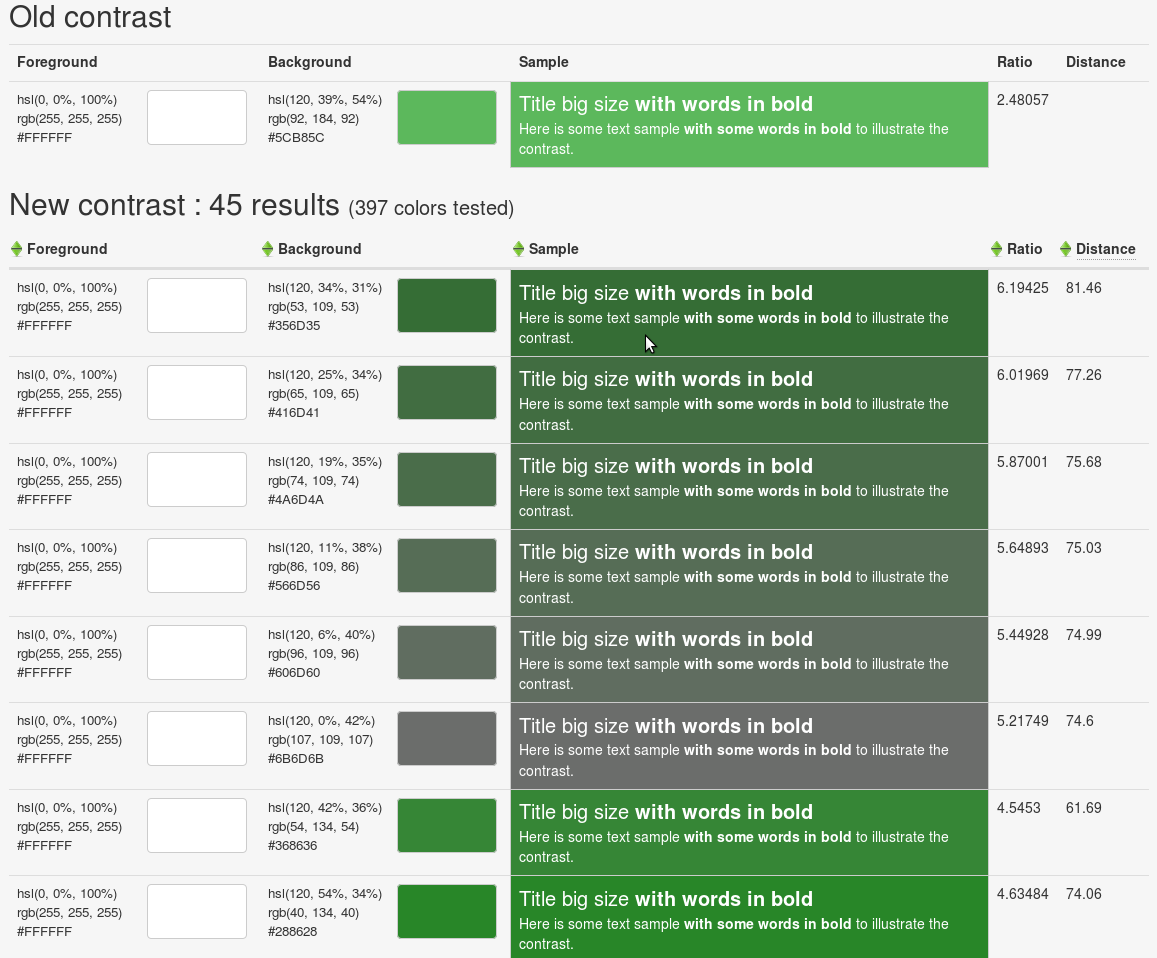 Old contrast
Foreground Background Sample Ratio Distance
hsl(0, 0%, 100%) hsl(120, 39%, 54%) Title big size with words in bold 2.48057
rgb(255, 255, 255) rgb(92, 184, 92) Here is some text sample with some words in bold to illustrate the
#FFFFFF #5CB85C contrast.
New contrast : 45 results (397 colors tested)
Foreground Background Sample Ratio Distance
hsl(0, 0%, 100%) hsl(120, 34%, 31%) Title big size with words in bold 6.19425 81.46
rgb(255, 255, 255) rgb(53, 109, 53) Here is some text sample with some words in bold to illustrate the
#FFFFFF #356D35 contrast.
hsl(0, 0%, 100%) hsl(120, 25%, 34%) Title big size with words in bold 6.01969 77.26
rgb(255, 255, 255) rgb(65, 109, 65) Here is some text sample with some words in bold to illustrate the
#FFFFFF #416D41 contrast.
hsl(0, 0%, 100%) hsl(120, 19%, 35%) Title big size with words in bold 5.87001 75.68
rgb(255, 255, 255) rgb(74, 109, 74) Here is some text sample with some words in bold to illustrate the
#FFFFFF #4A6D4A contrast.
hsl(0, 0%, 100%) hsl(120, 11%, 38%) Title big size with words in bold 5.64893 75.03
rgb(255, 255, 255) rgb(86, 109, 86) Here is some text sample with some words in bold to illustrate the
#FFFFFF #566D56 contrast.
hsl(0, 0%, 100%) hsl(120, 6%, 40%) Title big size with words in bold 5.44928 74.99
rgb(255, 255, 255) rgb(96, 109, 96) Here is some text sample with some words in bold to illustrate the
#FFFFFF #606D60 contrast.
hsl(0, 0%, 100%) hsl(120, 0%, 42%) Title big size with words in bold 5.21749 74.6
rgb(255, 255, 255) rgb(107, 109, 107) Here is some text sample with some words in bold to illustrate the
#FFFFFF #6B6D6B contrast.
hsl(0, 0%, 100%) hsl(120, 42%, 36%) Title big size with words in bold 4.5453 61.69
rgb(255, 255, 255) rgb(54, 134, 54) Here is some text sample with some words in bold to illustrate the
#FFFFFF #368636 contrast.
hsl(0, 0%, 100%) hsl(120, 54%, 34%) Title big size with words in bold 4.63484 74.06
rgb(255, 255, 255) rgb(40, 134, 40) Here is some text sample with some words in bold to illustrate the
#FFFFFF #288628 contrast.